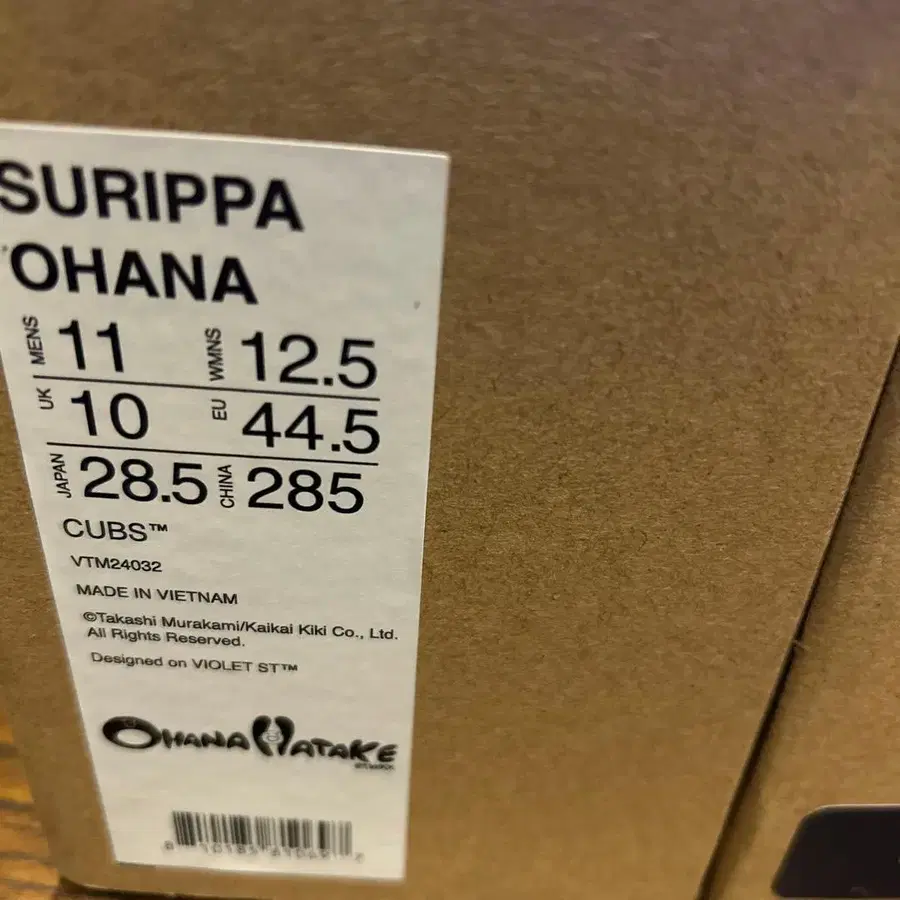 SURIPPA
'OHANA
MENS 11 WMNS 12.5
UK 10 EU 44.5
JAPAN 28.5 CHINA 285
CUBS™
VTM24032
MADE IN VIETNAM
©Takashi Murakami/Kaikai Kiki Co., Ltd.
All Rights Reserved.
Designed on VIOLET ST™
OHANA HATAKE